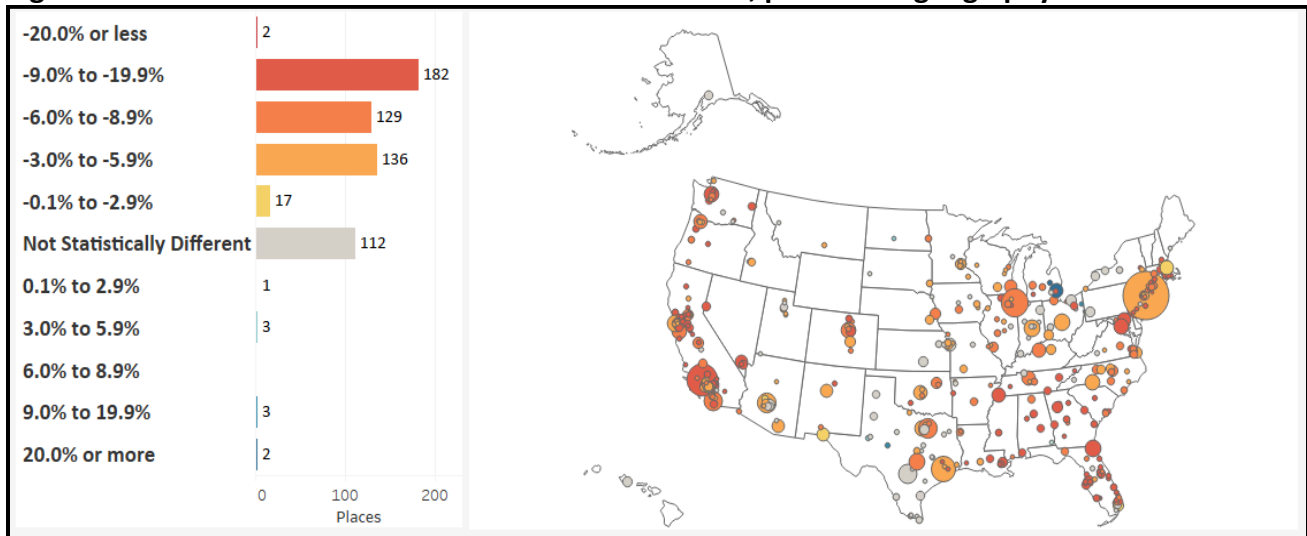 -20.0% or less 2
-9.0% to -19.9% 182
-6.0% to -8.9% 129
-3.0% to -5.9% 136
-0.1% to -2.9% 17
Not Statistically Different 112
0.1% to 2.9% 1
3.0% to 5.9% 3
6.0% to 8.9%
9.0% to 19.9% 3
20.0% or more 2
0 100 200
Places